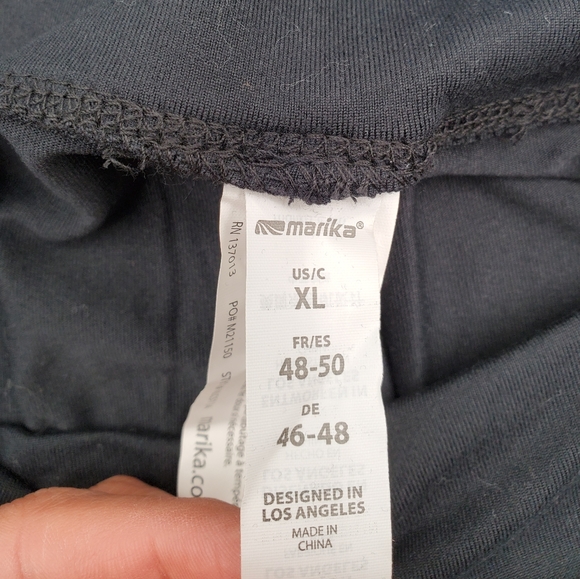 marika®
US/C
XL
FR/ES
48-50
DE
46-48
DESIGNED IN
LOS ANGELES
MADE IN
CHINA
RN 137013
PO# M21150
marika.co